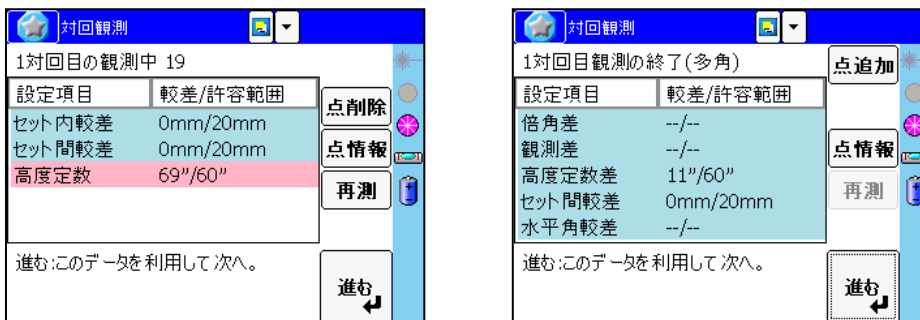 対回観測
1対回目の観測中 19
設定項目 較差/許容範囲
セット内較差 0mm/20mm
セット間較差 0mm/20mm
高度定数 69"/60"
点削除
点情報
再測
進む:このデータを利用して次へ。
進む
対回観測
1対回目観測の終了(多角)
設定項目 較差/許容範囲
倍角差 --/--
観測差 --/--
高度定数差 11"/60"
セット間較差 0mm/20mm
水平角較差 --/--
点追加
点情報
再測
進む:このデータを利用して次へ。
進む